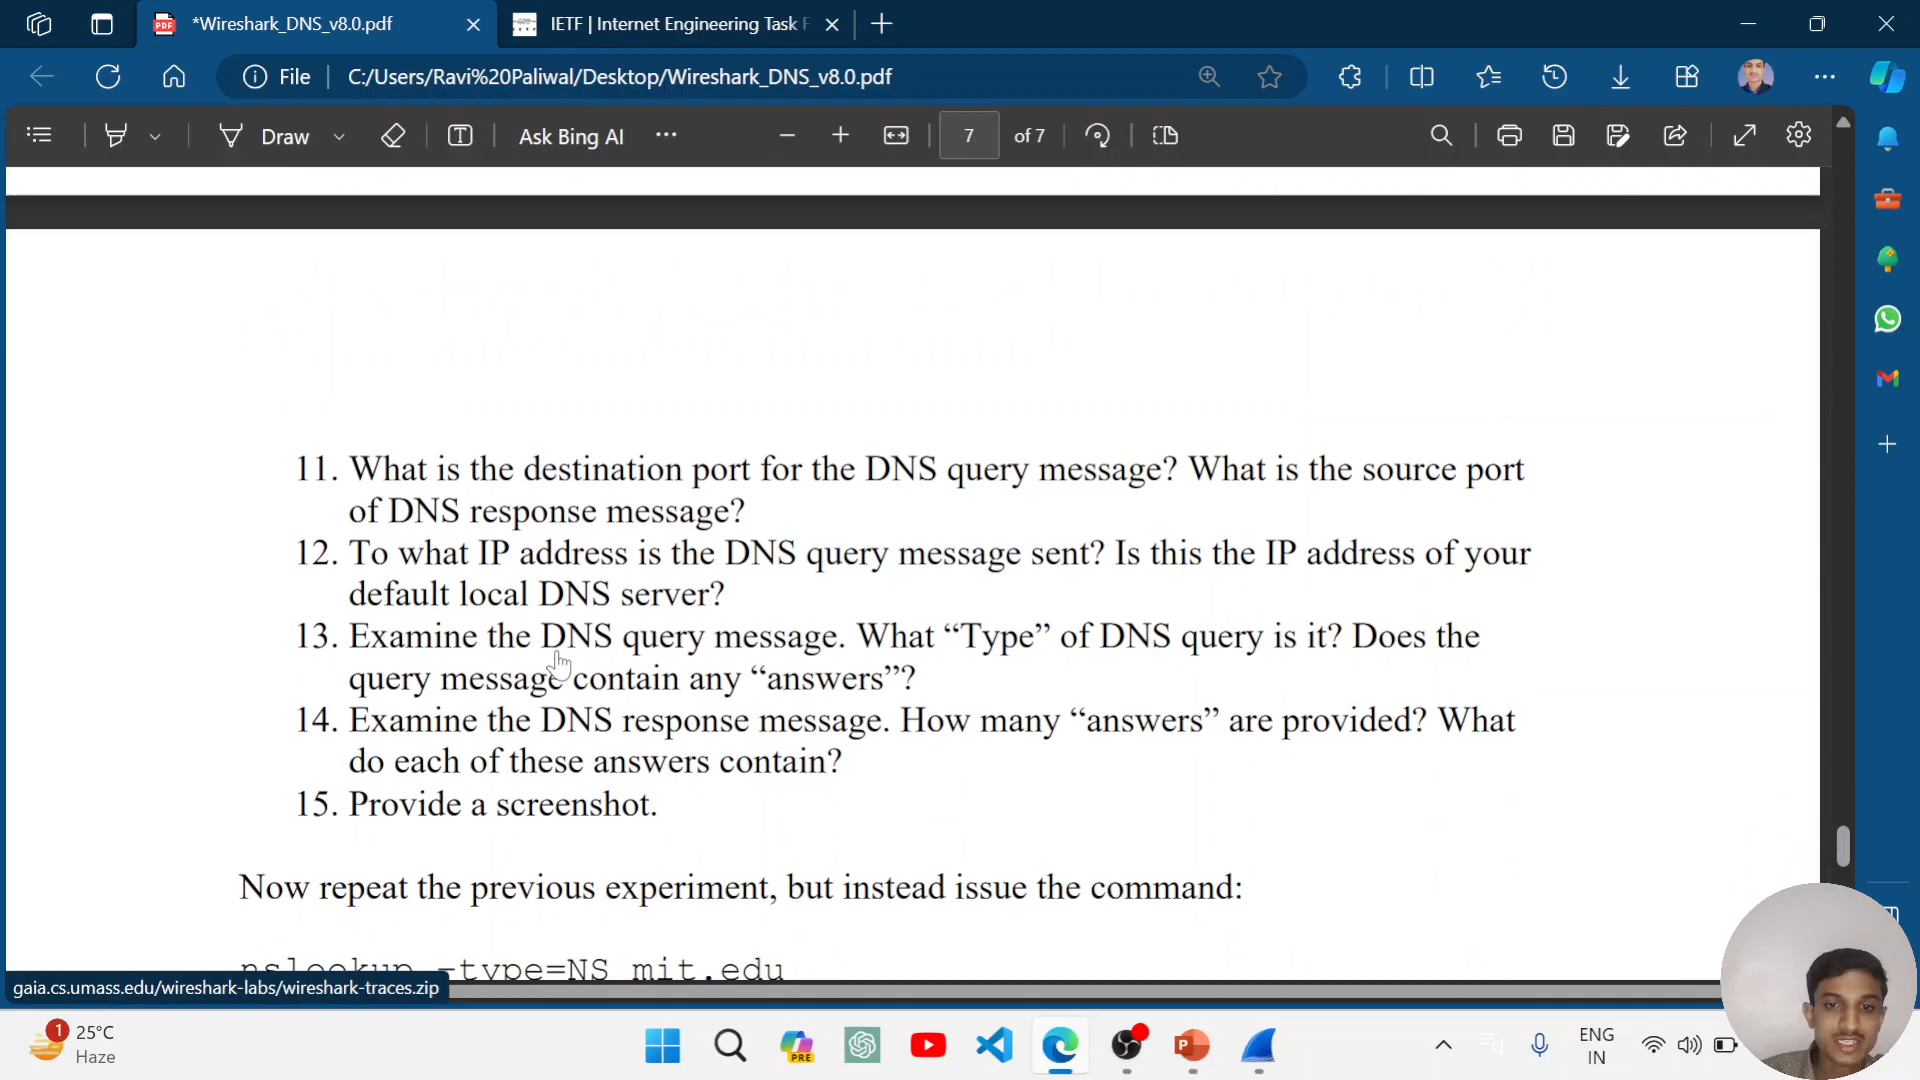 *Wireshark_DNS_v8.0.pdf
IETF | Internet Engineering Task F
File
C:/Users/Ravi%20Paliwal/Desktop/Wireshark_DNS_v8.0.pdf
Draw
Ask Bing AI
7
of 7
11. What is the destination port for the DNS query message? What is the source port
of DNS response message?
12. To what IP address is the DNS query message sent? Is this the IP address of your
default local DNS server?
13. Examine the DNS query message. What “Type” of DNS query is it? Does the
query message contain any “answers”?
14. Examine the DNS response message. How many “answers” are provided? What
do each of these answers contain?
15. Provide a screenshot.
Now repeat the previous experiment, but instead issue the command:
nslookup -type=NS mit.edu
gaia.cs.umass.edu/wireshark-labs/wireshark-traces.zip
1
25°C
Haze
PRE
P
ENG
IN